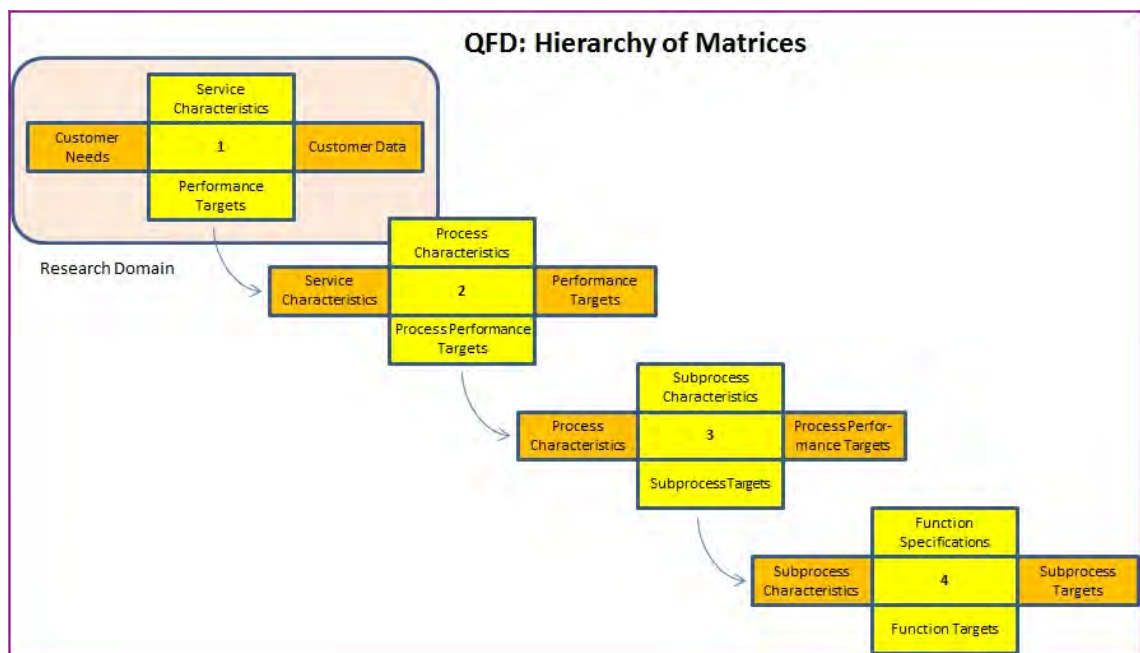 QFD: Hierarchy of Matrices
Service
Characteristics
Customer
Needs
1
Customer Data
Performance
Targets
Research Domain
Process
Characteristics
Service
Characteristics
2
Performance
Targets
Process Performance
Targets
Subprocess
Characteristics
Process
Characteristics
3
Process Perfor-
mance Targets
Subprocess Targets
Function
Specifications
Subprocess
Characteristics
4
Subprocess
Targets
Function Targets